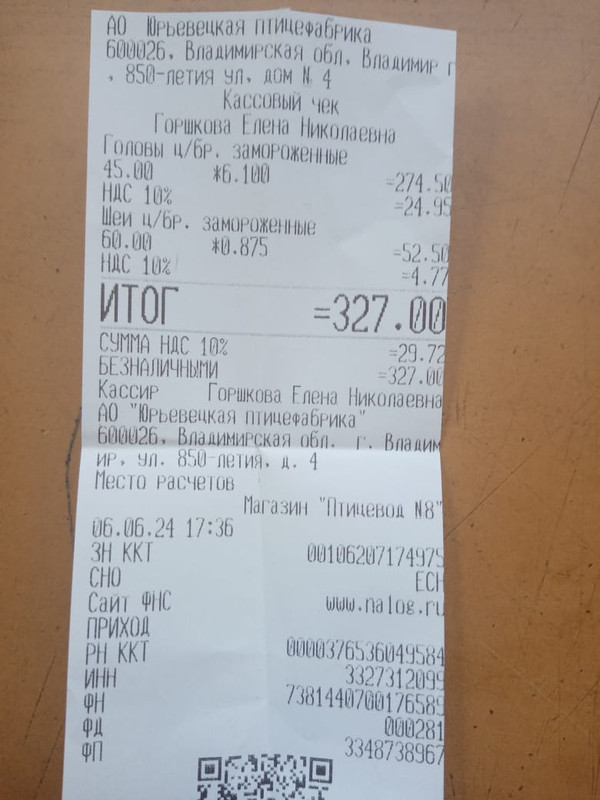 АО Юрьевецкая птицефабрика
600026, Владимирская обл, Владимир г
, 850-летия ул, дом № 4
Кассовый чек
Горшкова Елена Николаевна
Головы ц/бр. замороженные
45.00 *6.100 =274.50
НДС 10% =24.95
Шеи ц/бр. замороженные
60.00 *0.875 =52.50
НДС 10% =4.77
ИТОГ =327.00
СУММА НДС 10% =29.72
БЕЗНАЛИЧНЫМИ =327.00
Кассир Горшкова Елена Николаевна
АО "Юрьевецкая птицефабрика"
600026, Владимирская обл. г. Владим
ир, ул. 850-летия, д. 4
Место расчетов
Магазин "Птицевод №8"
06.06.24 17:36
ЗН ККТ 00106207174975
СНО ЕСН
Сайт ФНС www.nalog.ru
ПРИХОД
РН ККТ 0000376536049584
ИНН 3327312099
ФН 7381440700176589
ФД 000281
ФП 3348738967